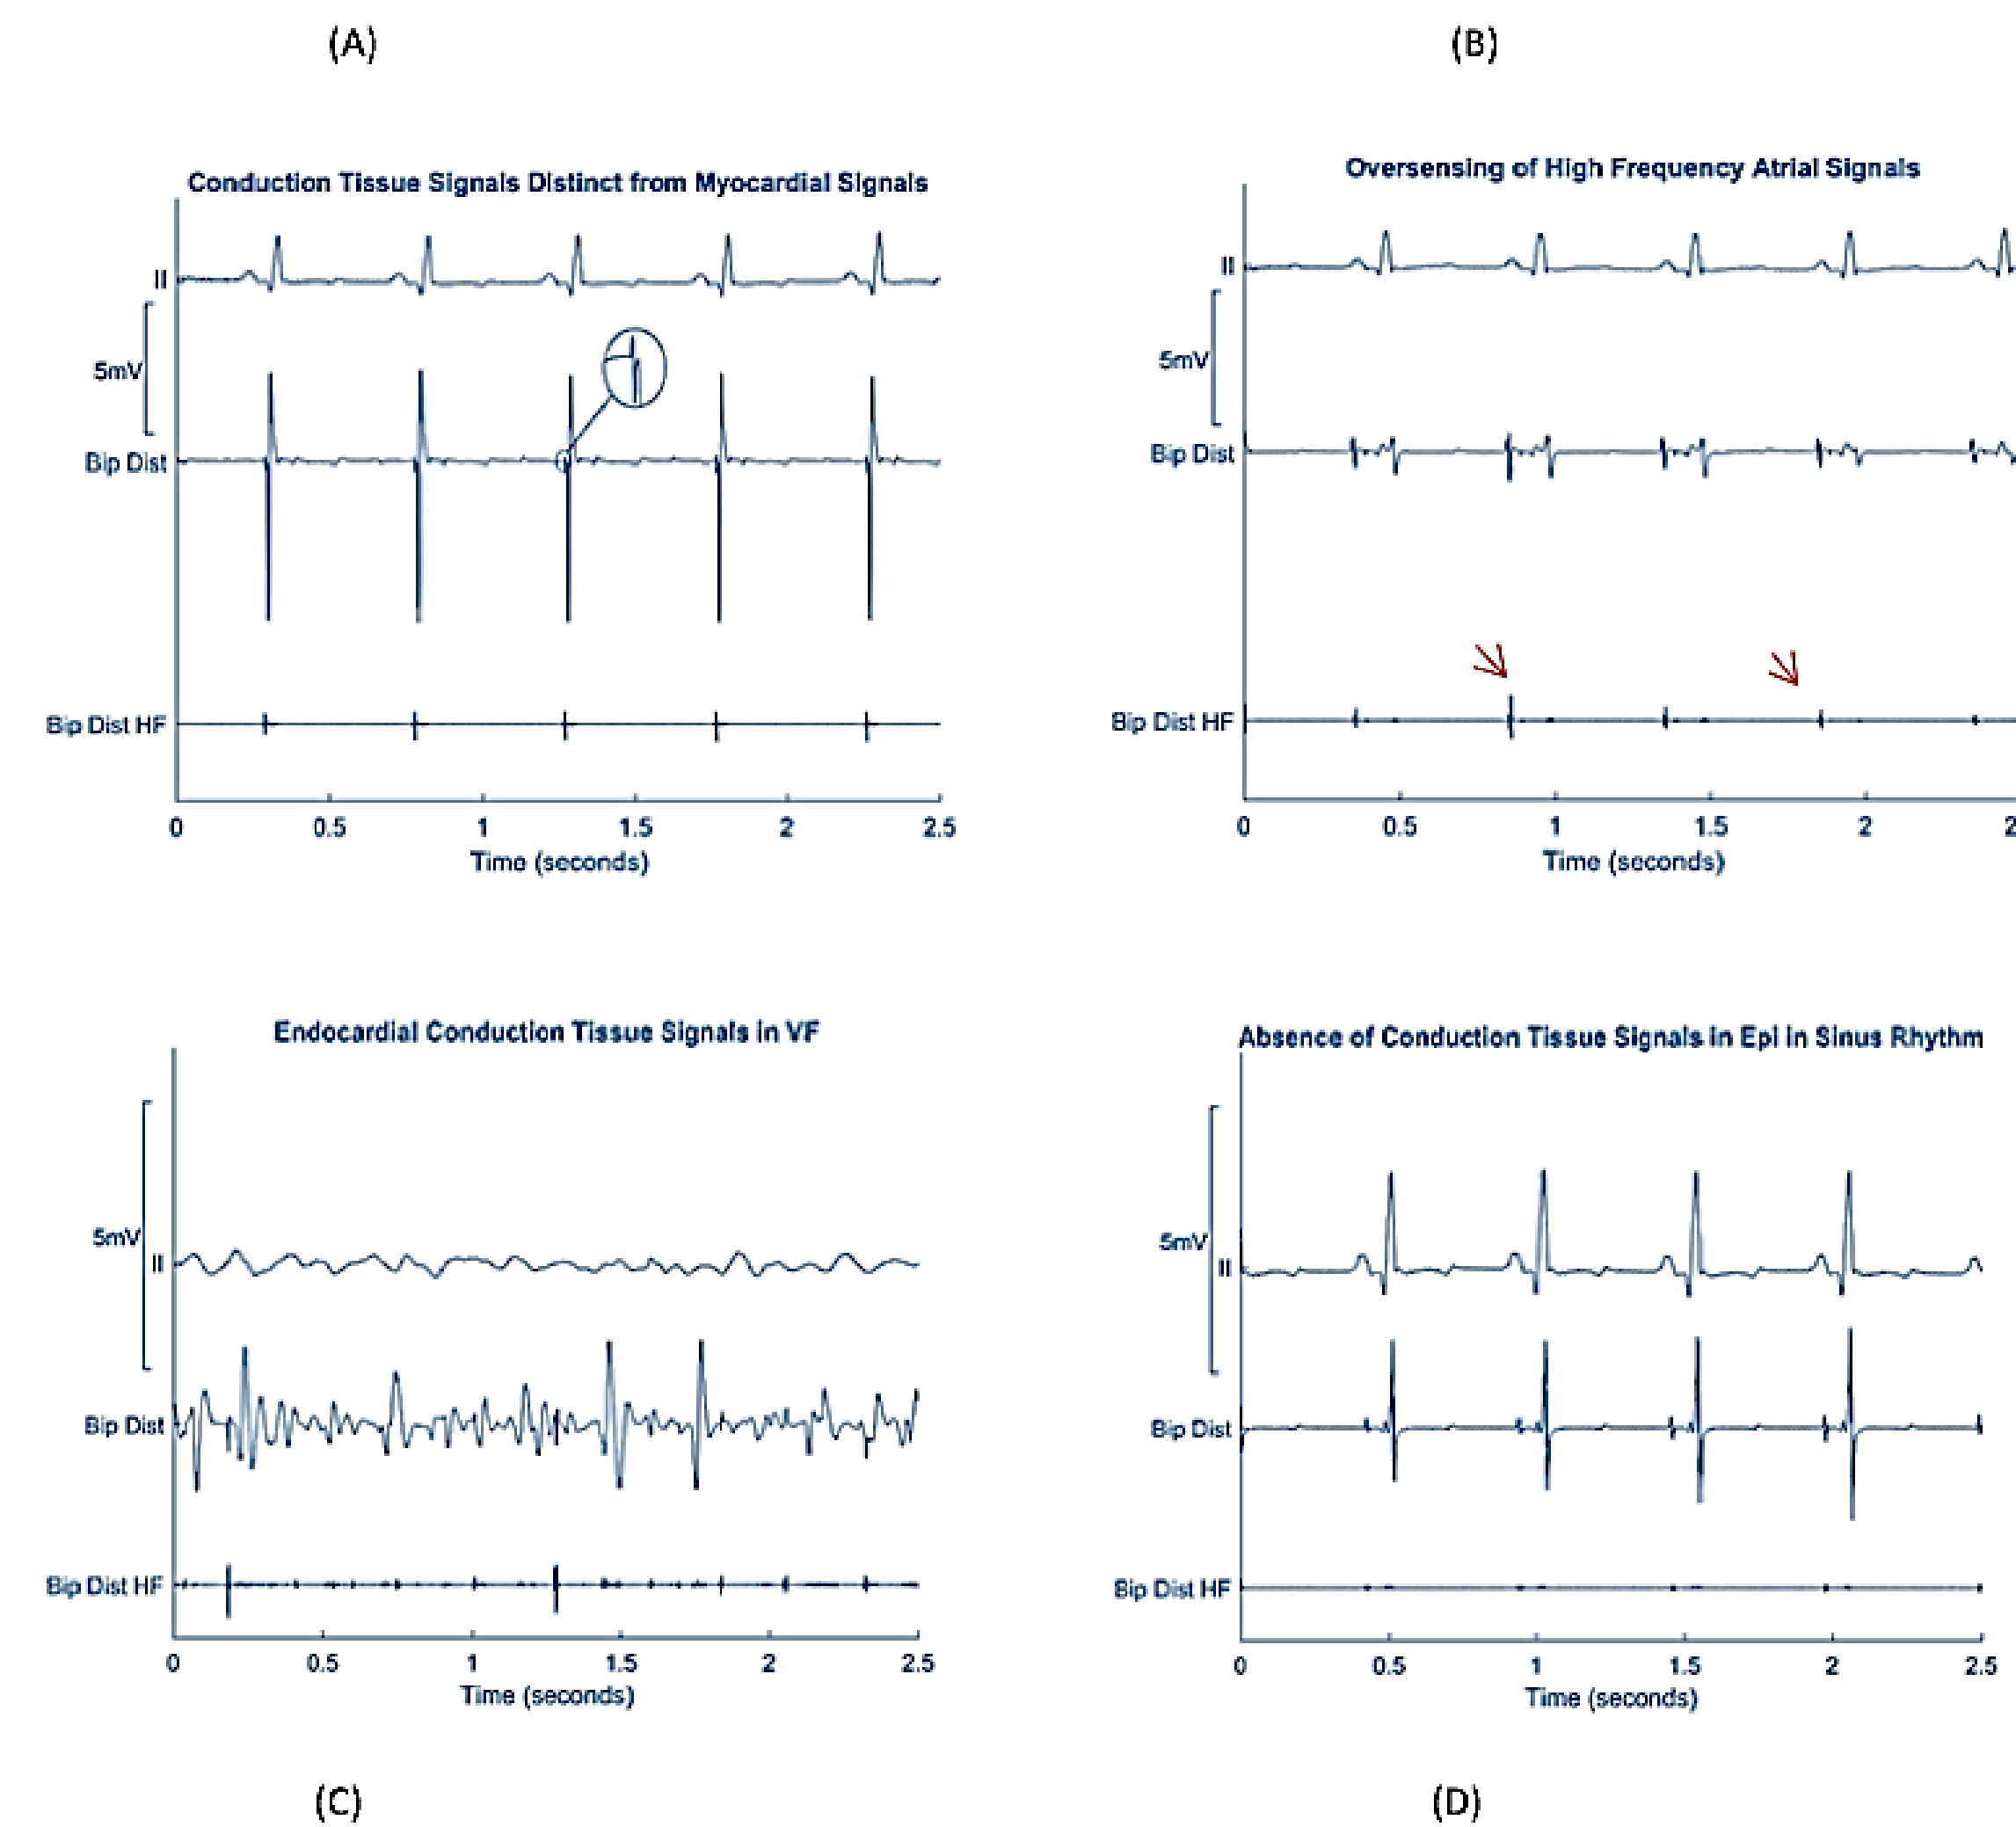 (A)
(B)
Conduction Tissue Signals Distinct from Myocardial Signals
II
5mV
Bip Dist
Bip Dist HF
0 0.5 1 1.5 2 2.5
Time (seconds)
Oversensing of High Frequency Atrial Signals
II
5mV
Bip Dist
Bip Dist HF
0 0.5 1 1.5 2 2
Time (seconds)
Endocardial Conduction Tissue Signals in VF
5mV
II
Bip Dist
Bip Dist HF
0 0.5 1 1.5 2 2.5
Time (seconds)
Absence of Conduction Tissue Signals in Epi in Sinus Rhythm
5mV
II
Bip Dist
Bip Dist HF
0 0.5 1 1.5 2 2.5
Time (seconds)
(C)
(D)